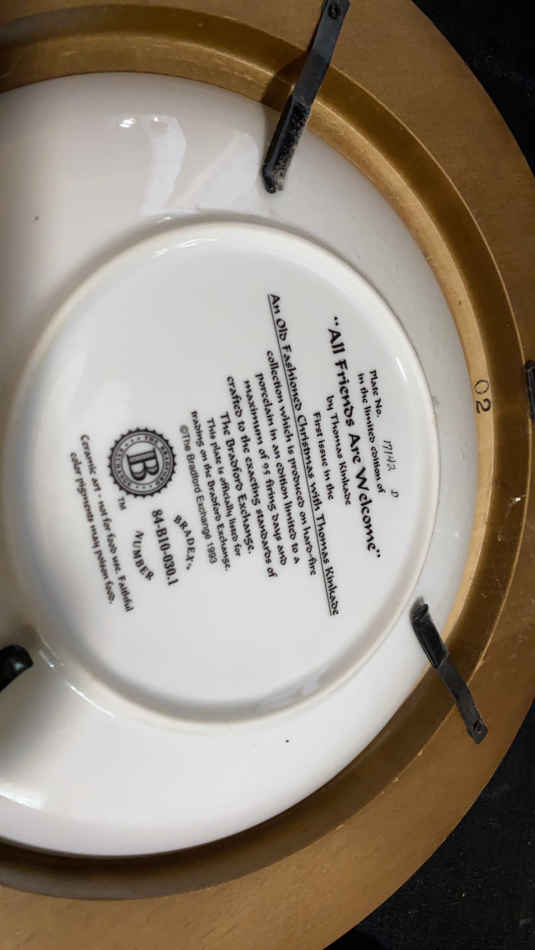 Plate No. 17142 D
in the limited edition of
"All Friends Are Welcome"
by Thomas Kinkade
First issue in the
An Old Fashioned Christmas with Thomas Kinkade
collection which is produced on hard-fire
porcelain in an edition limited to a
maximum of 95 firing days and
crafted to the exacting standards of
The Bradford Exchange.
This plate is officially listed for
trading on the Bradford Exchange.
©The Bradford Exchange 1993
B
TM
BRADEX
84-B10-030.1
NUMBER
Ceramic art - not for food use. Faithful
color pigments may poison food.
02